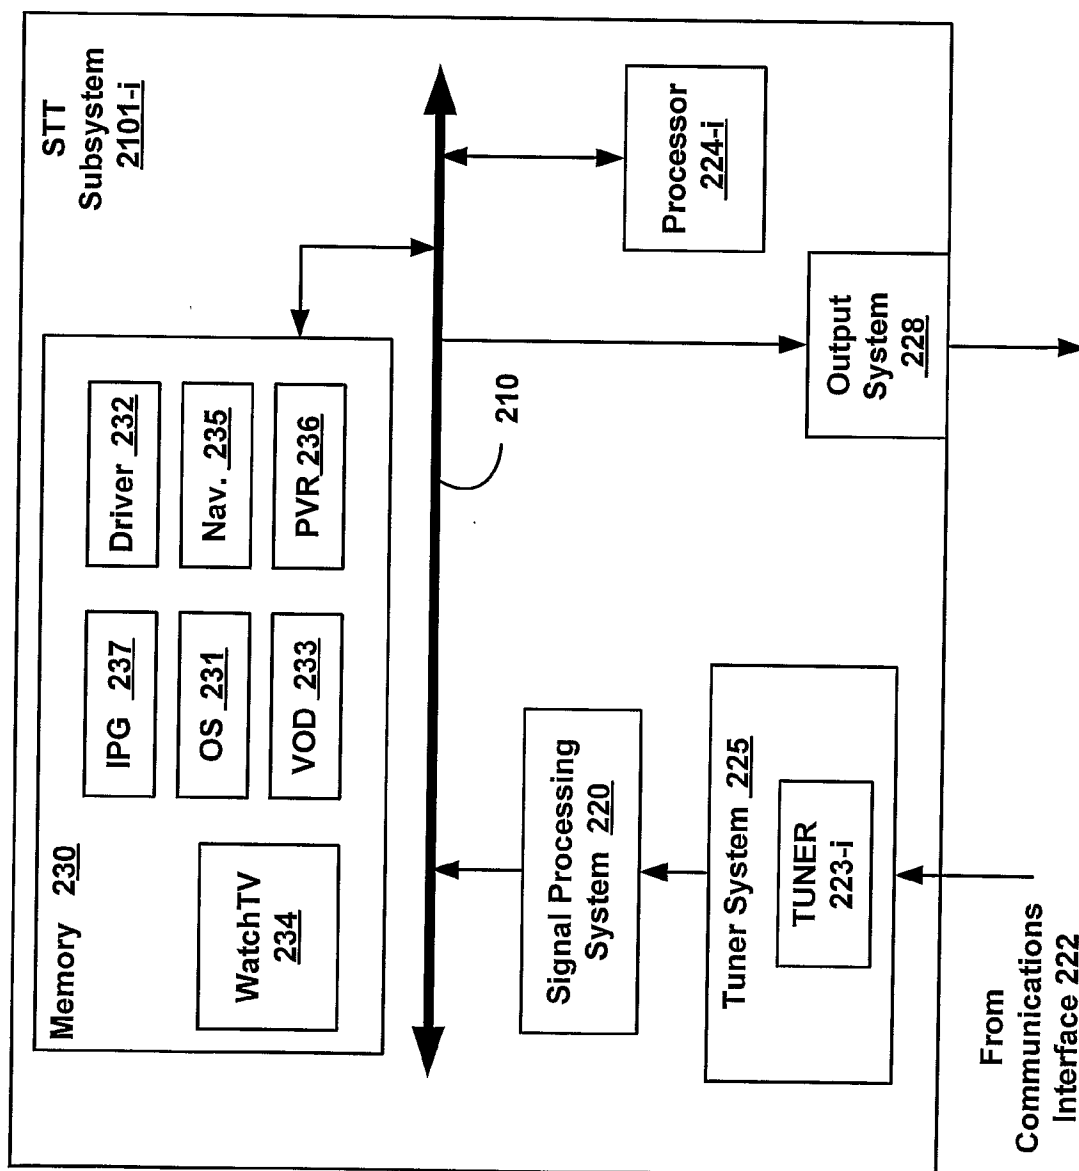 STT
Subsystem
2101-i
Memory 230
WatchTV
234
IPG 237
OS 231
VOD 233
Driver 232
Nav. 235
PVR 236
210
Signal Processing
System 220
Tuner System 225
TUNER
223-i
Processor
224-i
Output
System
228
From
Communications
Interface 222